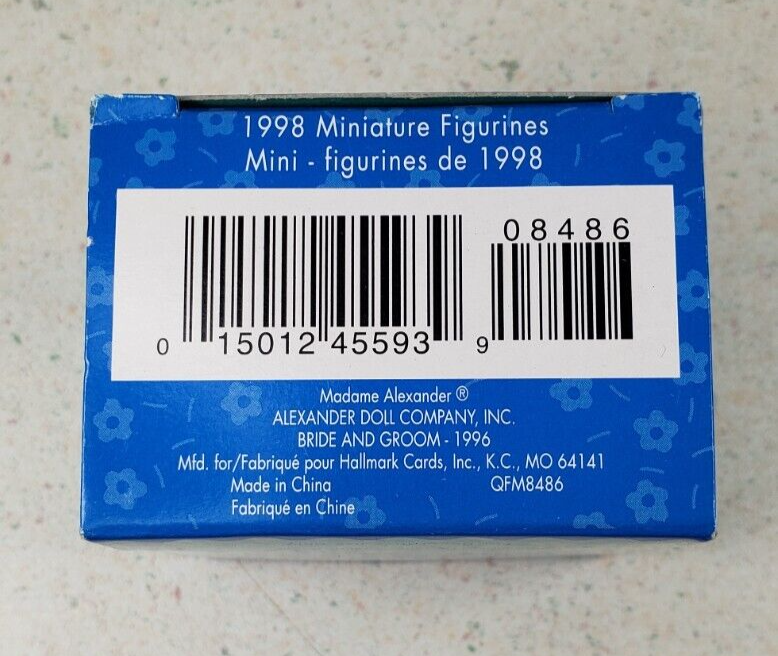 1998 Miniature Figurines
Mini - figurines de 1998
08486
0 15012 45593 9
Madame Alexander ®
ALEXANDER DOLL COMPANY, INC.
BRIDE AND GROOM - 1996
Mfd. for/Fabriqué pour Hallmark Cards, Inc., K.C., MO 64141
Made in China QFM8486
Fabriqué en Chine